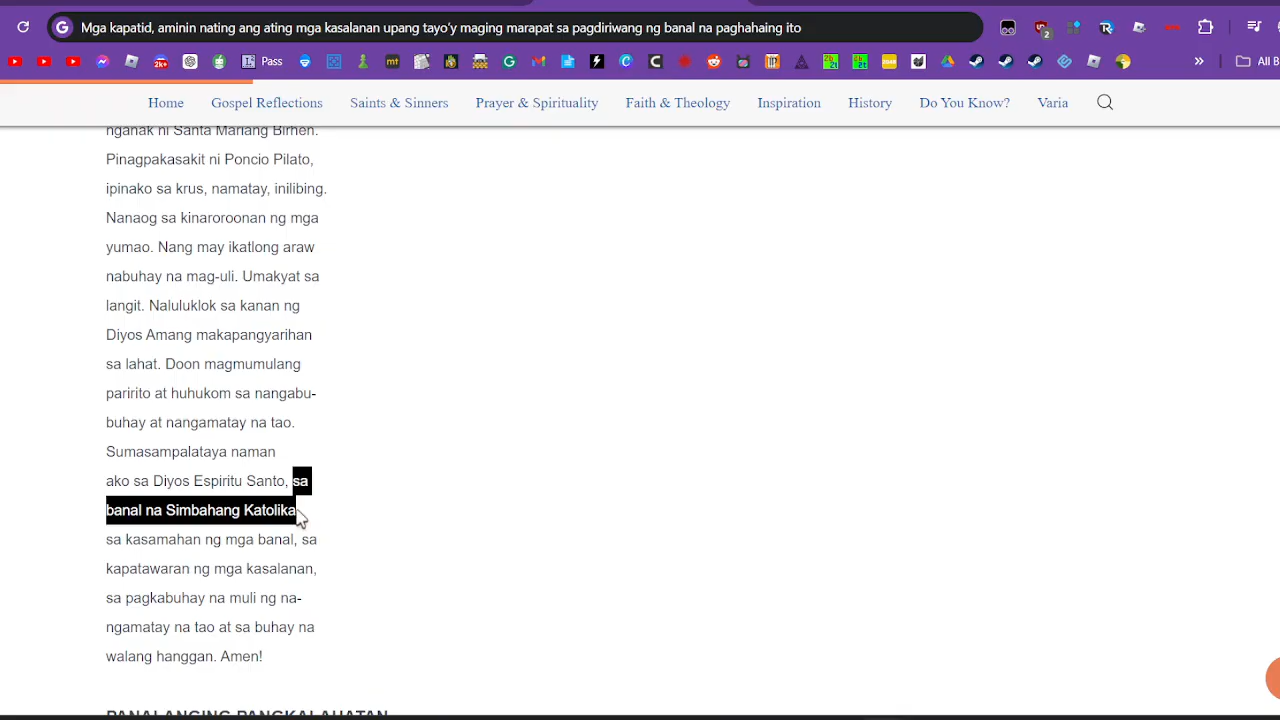 Mga kapatid, aminin nating ang ating mga kasalanan upang tayo'y maging marapat sa pagdiriwang ng banal na paghahaing ito
2
2K+ Pass mt G C All B
Home Gospel Reflections Saints & Sinners Prayer & Spirituality Faith & Theology Inspiration History Do You Know? Varia
nganak ni Santa Mariang Birhen.
Pinagpakasakit ni Poncio Pilato,
ipinako sa krus, namatay, inilibing.
Nanaog sa kinaroroonan ng mga
yumao. Nang may ikatlong araw
nabuhay na mag-uli. Umakyat sa
langit. Naluluklok sa kanan ng
Diyos Amang makapangyarihan
sa lahat. Doon magmumulang
paririto at huhukom sa nangabu-
buhay at nangamatay na tao.
Sumasampalataya naman
ako sa Diyos Espiritu Santo, sa
banal na Simbahang Katolika
sa kasamahan ng mga banal, sa
kapatawaran ng mga kasalanan,
sa pagkabuhay na muli ng na-
ngamatay na tao at sa buhay na
walang hanggan. Amen!
PANALANGING PANGKALAHATAN